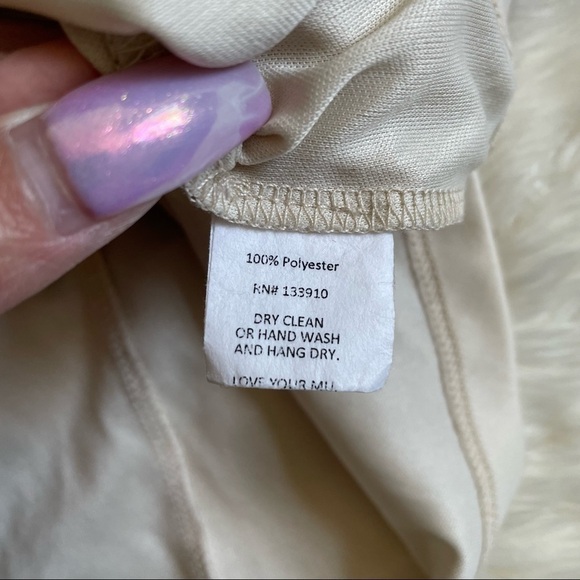 100% Polyester
RN# 133910
DRY CLEAN
OR HAND WASH
AND HANG DRY.
LOVE YOUR